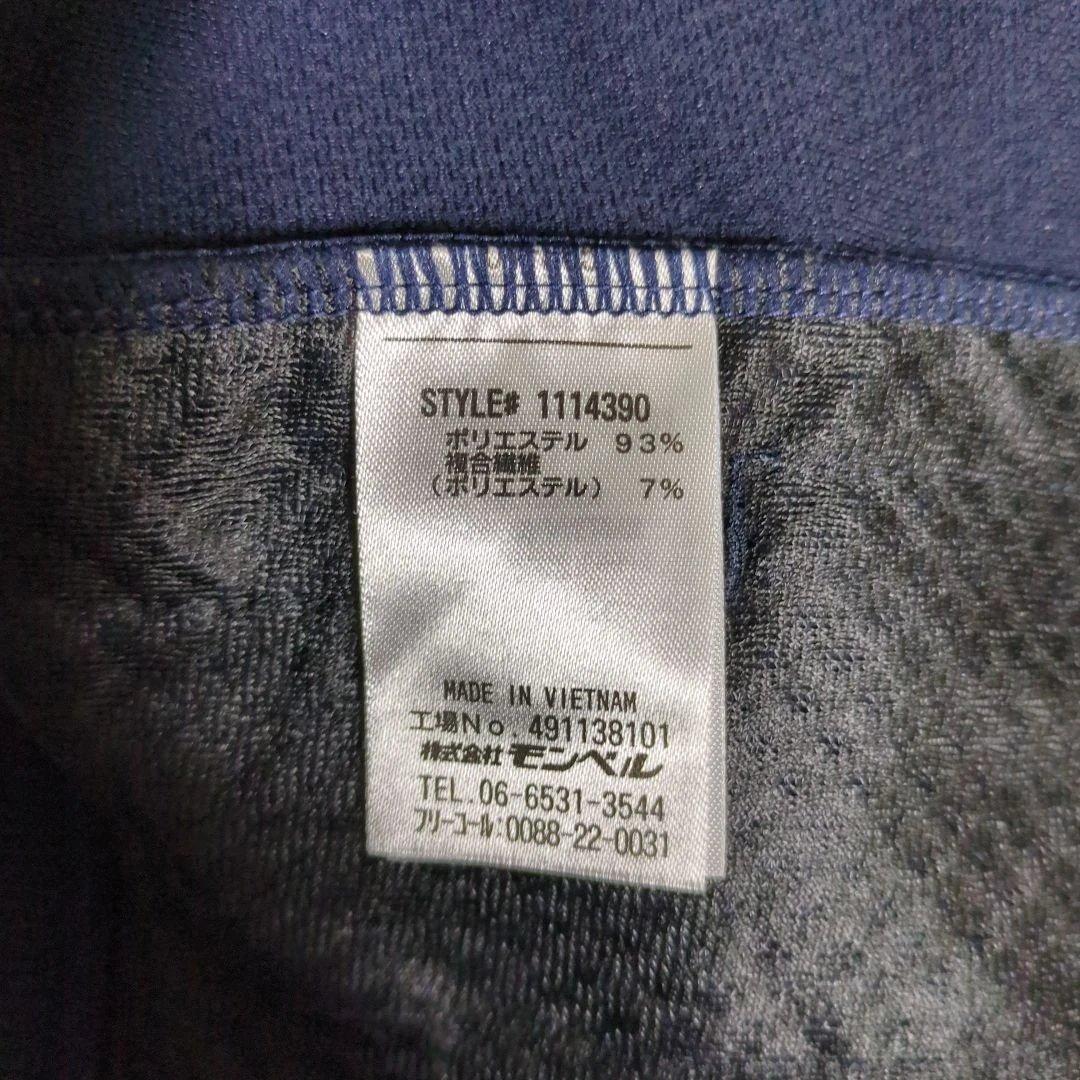 STYLE# 1114390
ポリエステル 93%
複合繊維
(ポリエステル) 7%
MADE IN VIETNAM
工場No. 491138101
株式会社 モンベル
TEL.06-6531-3544
フリーコール:0088-22-0031